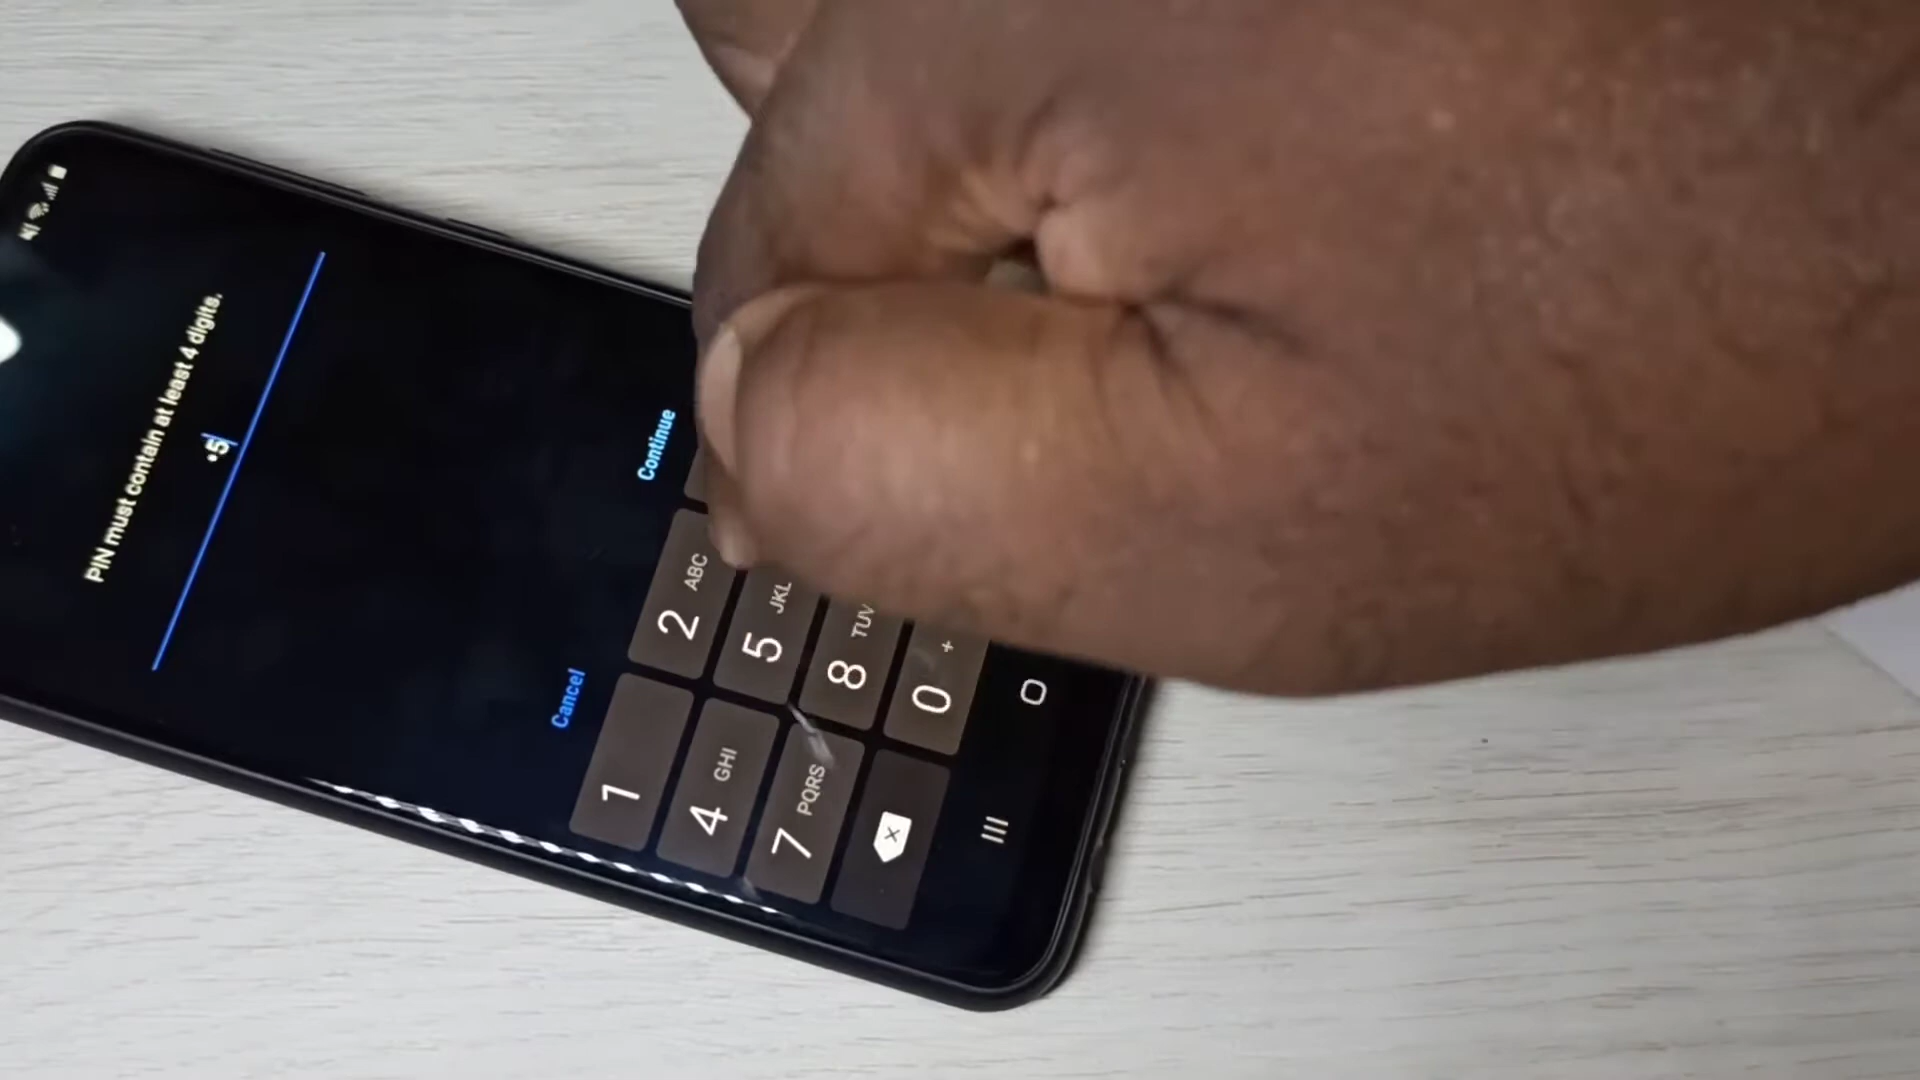 PIN must contain at least 4 digits.
•5
Cancel Continue
1 2 ABC
4 GHI 5 JKL
7 PQRS 8 TUV
0 +